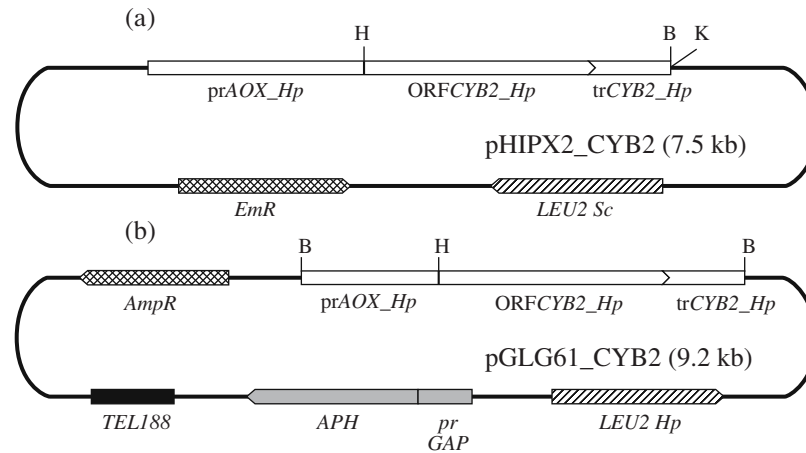 (a)
H B K
prAOX_Hp ORFCYB2_Hp trCYB2_Hp
pHIPX2_CYB2 (7.5 kb)
EmR LEU2 Sc
(b)
B H B
AmpR prAOX_Hp ORFCYB2_Hp trCYB2_Hp
pGLG61_CYB2 (9.2 kb)
TEL188 APH pr LEU2 Hp
GAP